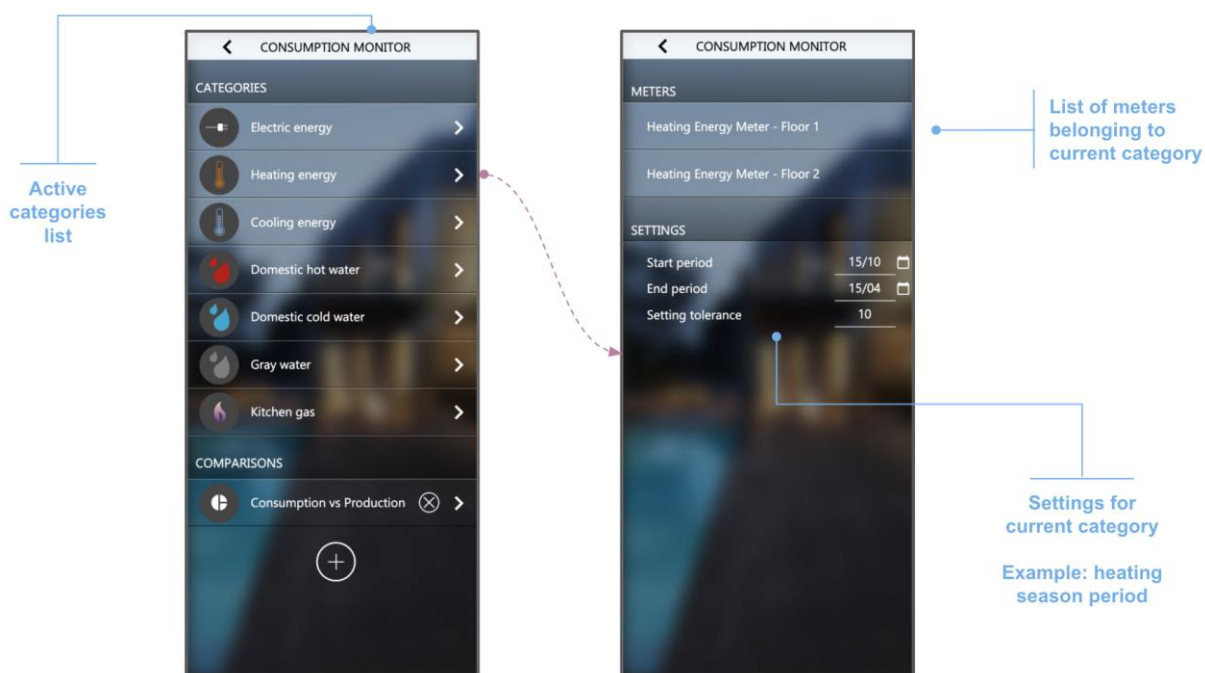 CONSUMPTION MONITOR
CATEGORIES
Electric energy
Heating energy
Cooling energy
Domestic hot water
Domestic cold water
Gray water
Kitchen gas
COMPARISONS
Consumption vs Production
Active
categories
list
CONSUMPTION MONITOR
METERS
Heating Energy Meter - Floor 1
Heating Energy Meter - Floor 2
SETTINGS
Start period 15/10
End period 15/04
Setting tolerance 10
List of meters
belonging to
current category
Settings for
current category
Example: heating
season period